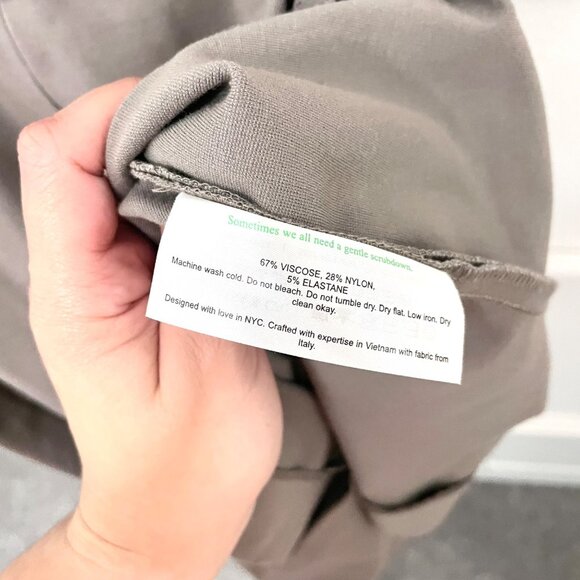 Sometimes we all need a gentle scrubdown.
67% VISCOSE, 28% NYLON,
5% ELASTANE
Machine wash cold. Do not bleach. Do not tumble dry. Dry flat. Low iron. Dry
clean okay.
Designed with love in NYC. Crafted with expertise in Vietnam with fabric from
Italy.